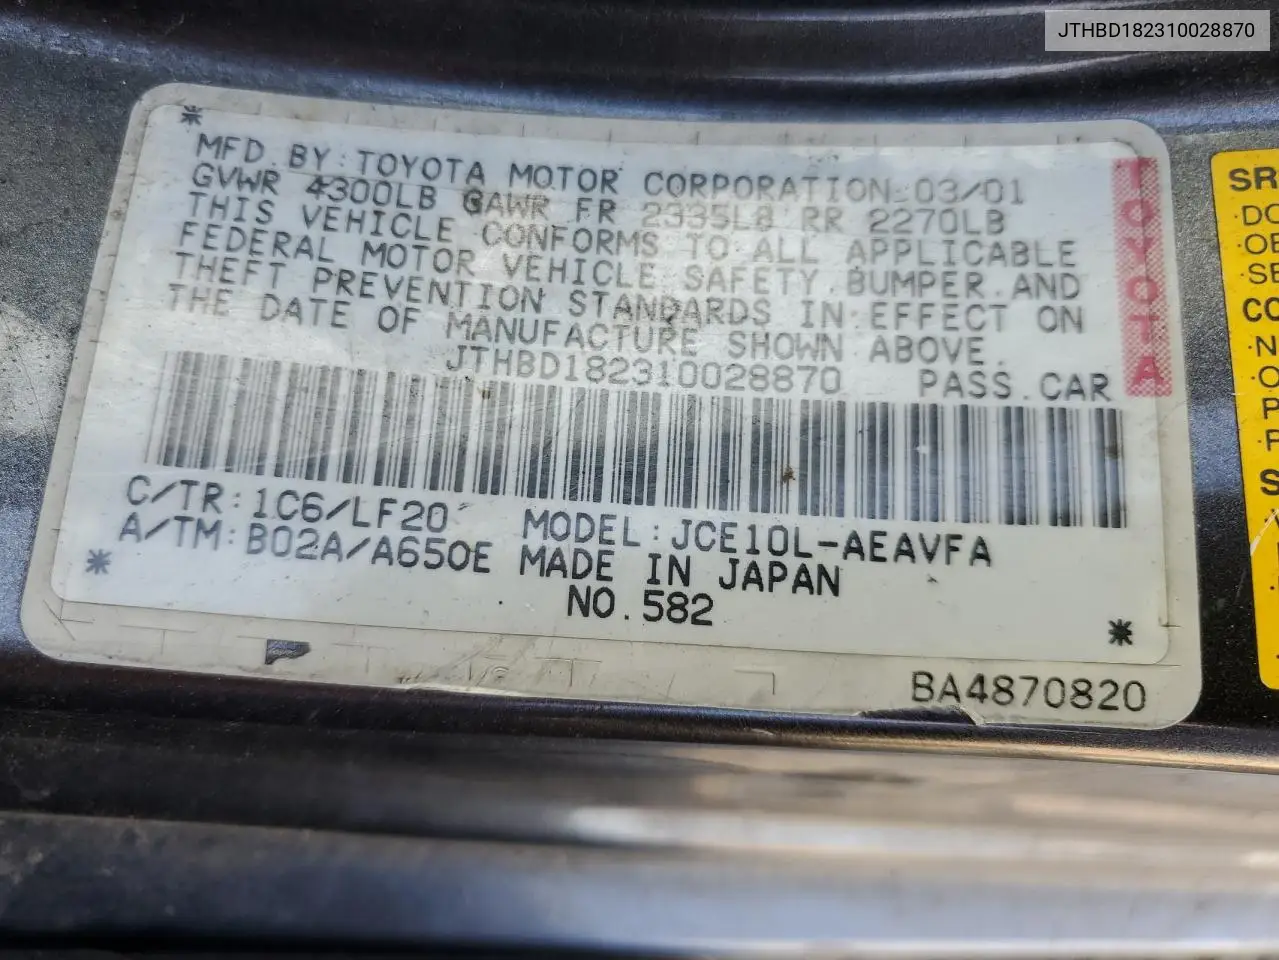 JTHBD182310028870
MFD. BY: TOYOTA MOTOR CORPORATION 03/01
GVWR 4300LB GAWR FR 2335LB RR 2270LB
THIS VEHICLE CONFORMS TO ALL APPLICABLE
FEDERAL MOTOR VEHICLE SAFETY, BUMPER, AND
THEFT PREVENTION STANDARDS IN EFFECT ON
THE DATE OF MANUFACTURE SHOWN ABOVE.
JTHBD182310028870 PASS. CAR
TOYOTA
C/TR: 1C6/LF20 MODEL: JCE10L-AEAVFA
A/TM: B02A/A650E MADE IN JAPAN
NO. 582
BA4870820
SR